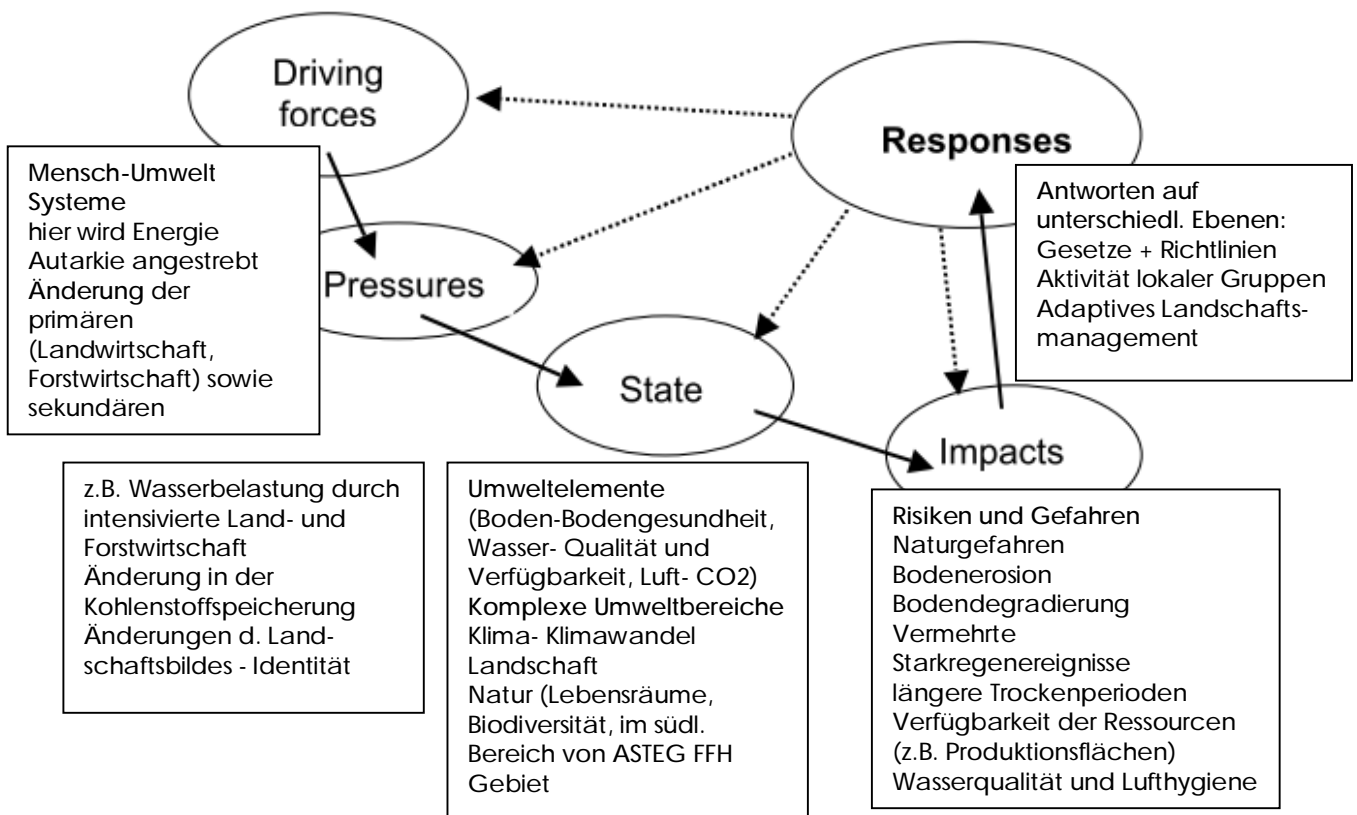 Driving
forces
Responses
Mensch-Umwelt
Systeme
hier wird Energie
Autarkie angestrebt
Änderung der
primären
(Landwirtschaft,
Forstwirtschaft) sowie
sekundären
Antworten auf
unterschiedl. Ebenen:
Gesetze + Richtlinien
Aktivität lokaler Gruppen
Adaptives Landschafts-
management
Pressures
State
Impacts
z.B. Wasserbelastung durch
intensivierte Land- und
Forstwirtschaft
Änderung in der
Kohlenstoffspeicherung
Änderungen d. Land-
schaftsbildes - Identität
Umweltelemente
(Boden-Bodengesundheit,
Wasser- Qualität und
Verfügbarkeit, Luft- CO2)
Komplexe Umweltbereiche
Klima- Klimawandel
Landschaft
Natur (Lebensräume,
Biodiversität, im südl.
Bereich von ASTEG FFH
Gebiet
Risiken und Gefahren
Naturgefahren
Bodenerosion
Bodendegradierung
Vermehrte
Starkregenereignisse
längere Trockenperioden
Verfügbarkeit der Ressourcen
(z.B. Produktionsflächen)
Wasserqualität und Lufthygiene